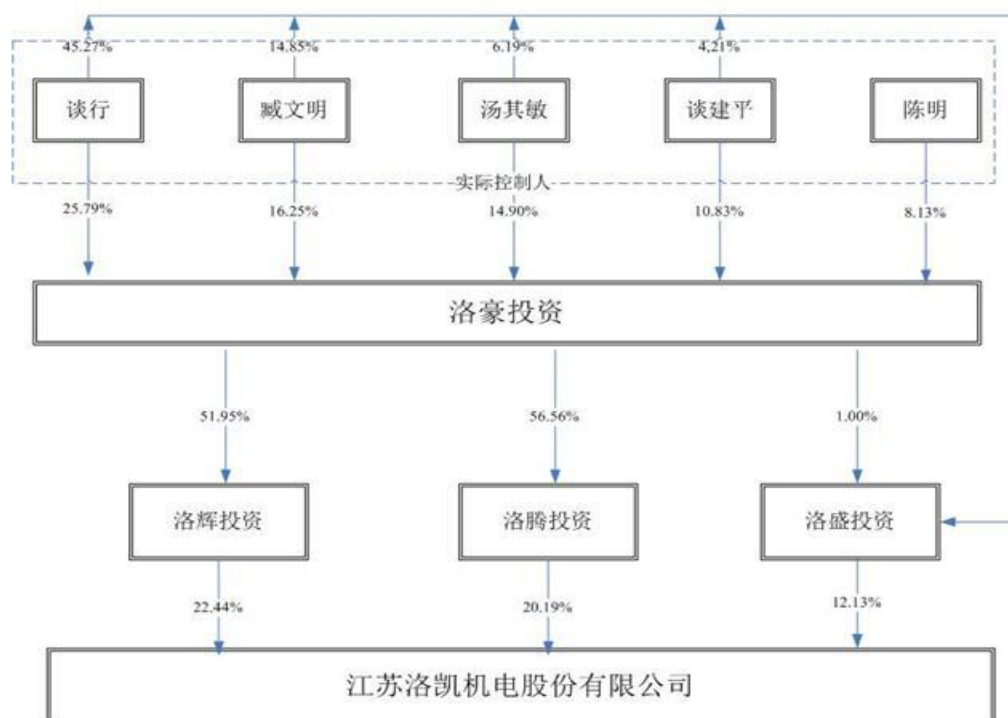 45.27%
14.85%
6.19%
4,21%
谈行
臧文明
汤其敏
谈建平
陈明
实际控制人
25.79%
16.25%
14.90%
10.83%
8.13%
洛豪投资
51.95%
56.56%
1.00%
洛辉投资
洛腾投资
洛盛投资
22.44%
20.19%
12.13%
江苏洛凯机电股份有限公司